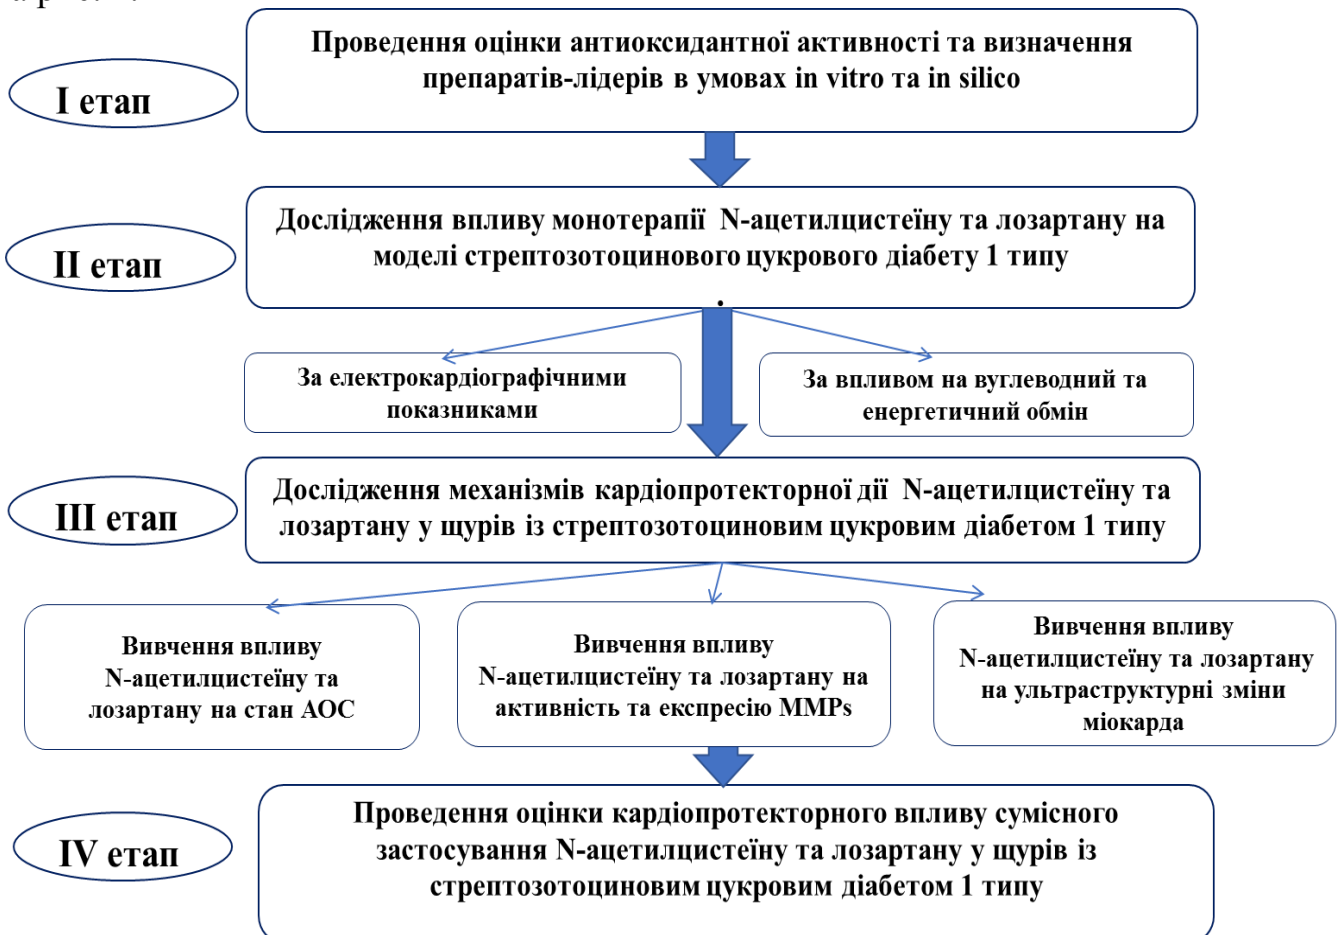 I етап
Проведення оцінки антиоксидантної активності та визначення
препаратів-лідерів в умовах in vitro та in silico
II етап
Дослідження впливу монотерапії N-ацетилцистеїну та лозартану на
моделі стрептозотоцинового цукрового діабету 1 типу
.
За електрокардіографічними
показниками
За впливом на вуглеводний та
енергетичний обмін
III етап
Дослідження механізмів кардіопротекторної дії N-ацетилцистеїну та
лозартану у щурів із стрептозотоциновим цукровим діабетом 1 типу
Вивчення впливу
N-ацетилцистеїну та
лозартану на стан АОС
Вивчення впливу
N-ацетилцистеїну та лозартану на
активність та експресію MMPs
Вивчення впливу
N-ацетилцистеїну та лозартану
на ультраструктурні зміни
міокарда
IV етап
Проведення оцінки кардіопротекторного впливу сумісного
застосування N-ацетилцистеїну та лозартану у щурів із
стрептозотоциновим цукровим діабетом 1 типу